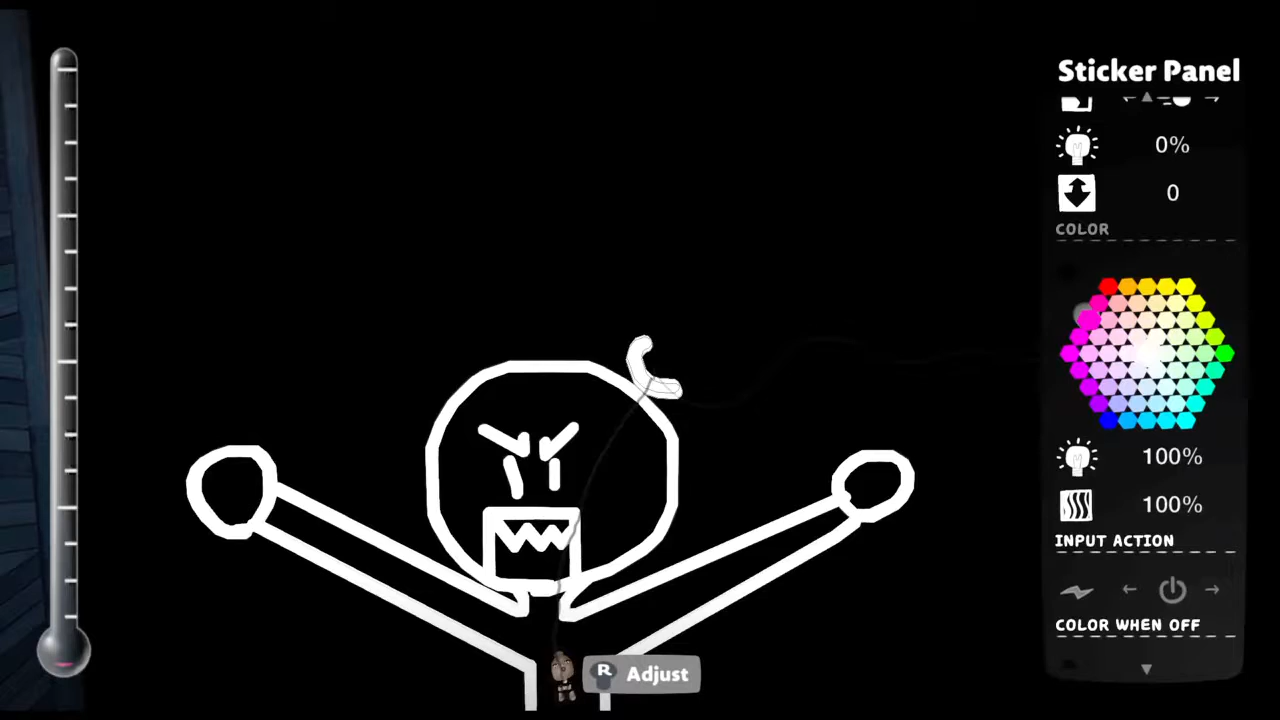 Sticker Panel
0%
0
COLOR
100%
100%
INPUT ACTION
COLOR WHEN OFF
R Adjust